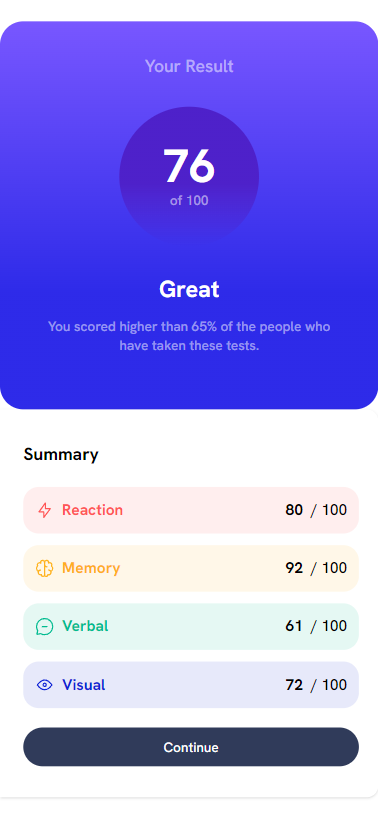 Your Result
76
of 100
Great
You scored higher than 65% of the people who
have taken these tests.
Summary
Reaction 80 / 100
Memory 92 / 100
Verbal 61 / 100
Visual 72 / 100
Continue